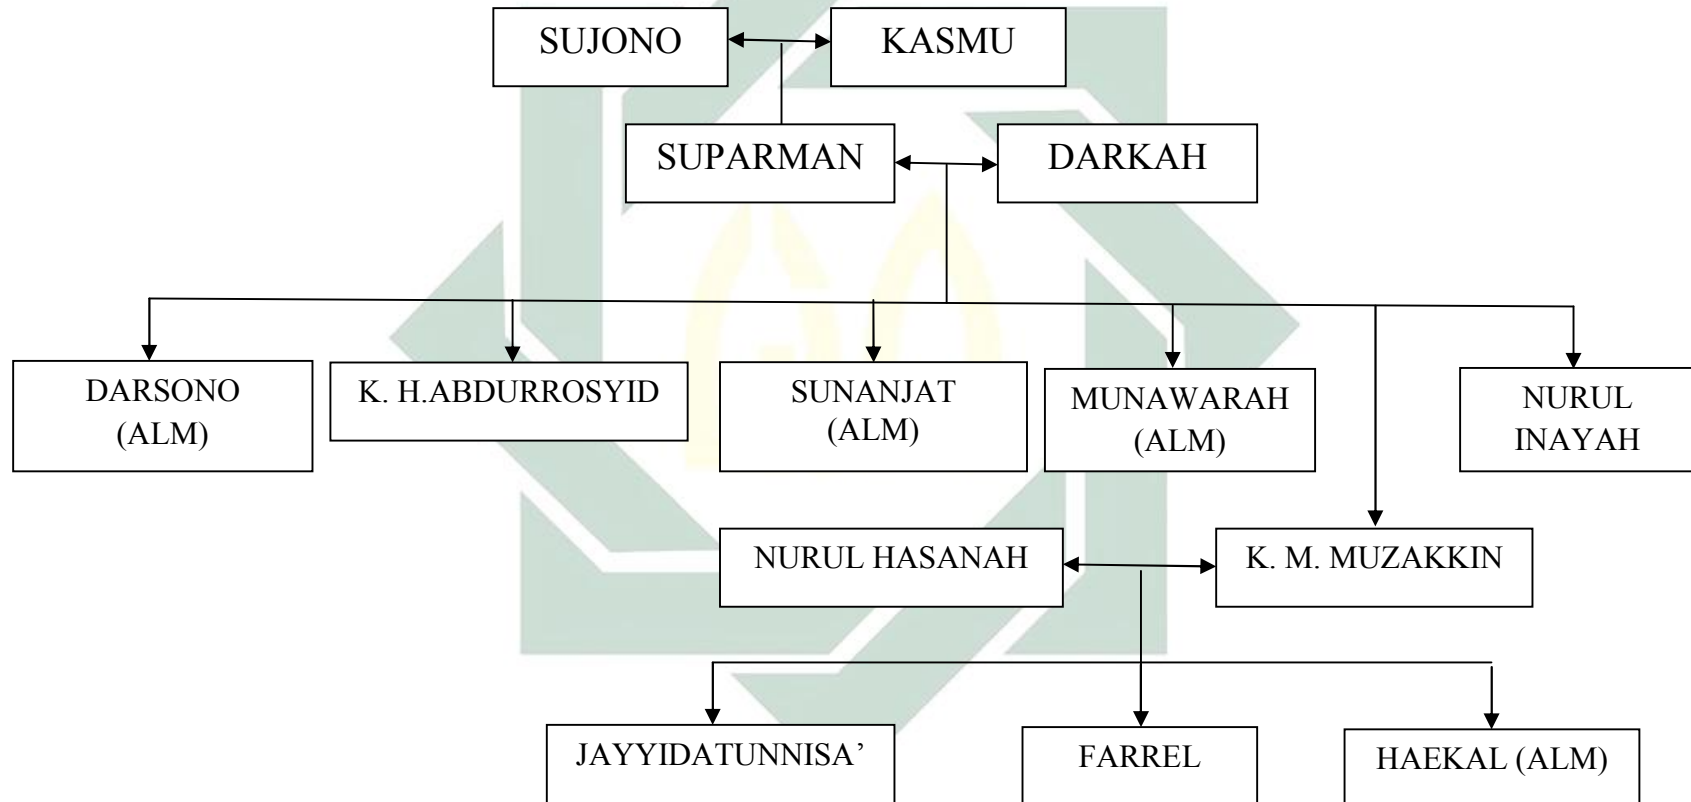 SUJONO
KASMU
SUPARMAN
DARKAH
DARSONO
(ALM)
K. H.ABDURROSYID
SUNANJAT
(ALM)
MUNAWARAH
(ALM)
NURUL
INAYAH
NURUL HASANAH
K. M. MUZAKKIN
JAYYIDATUNNISA’
FARREL
HAEKAL (ALM)